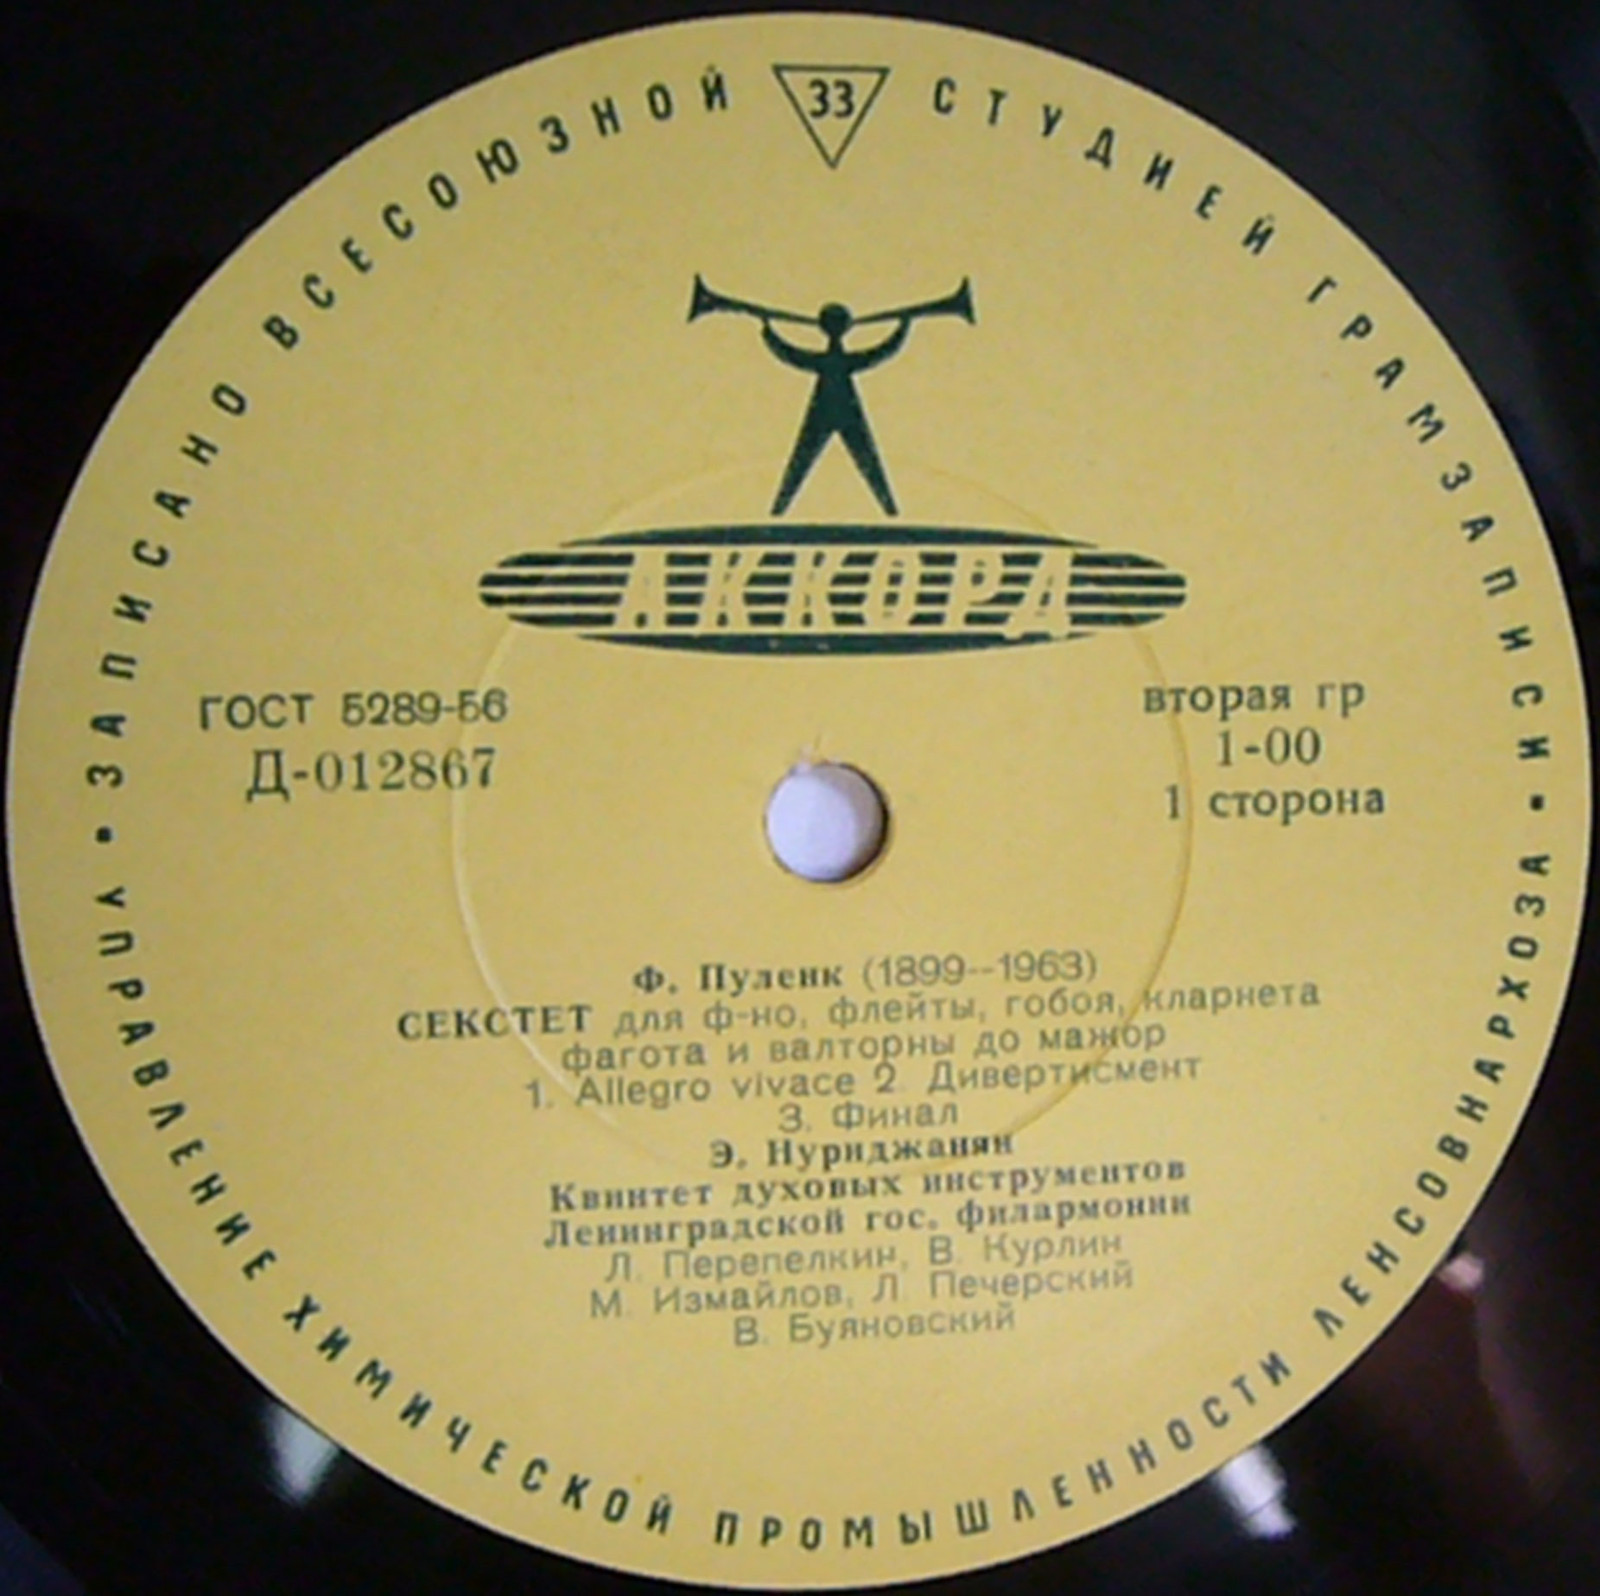 ЗАПИСАНО ВСЕСОЮЗНОЙ 33 СТУДИЕЙ ГРАМЗАПИСИ
АККОРД
ГОСТ 5289-56
Д-012867
вторая гр
1-00
1 сторона
Ф. Пуленк (1899--1963)
СЕКСТЕТ для ф-но, флейты, гобоя, кларнета
фагота и валторны до мажор
1. Allegro vivace 2 Дивертисмент
3. Финал
Э. Нуриджанян
Квинтет духовых инструментов
Ленинградской гос. филармонии
Л. Перепелкин, В. Курлин
М. Измайлов, Л. Печерский
В. Буяновский
УПРАВЛЕНИЕ ХИМИЧЕСКОЙ ПРОМЫШЛЕННОСТИ ЛЕНСОВНАРХОЗА